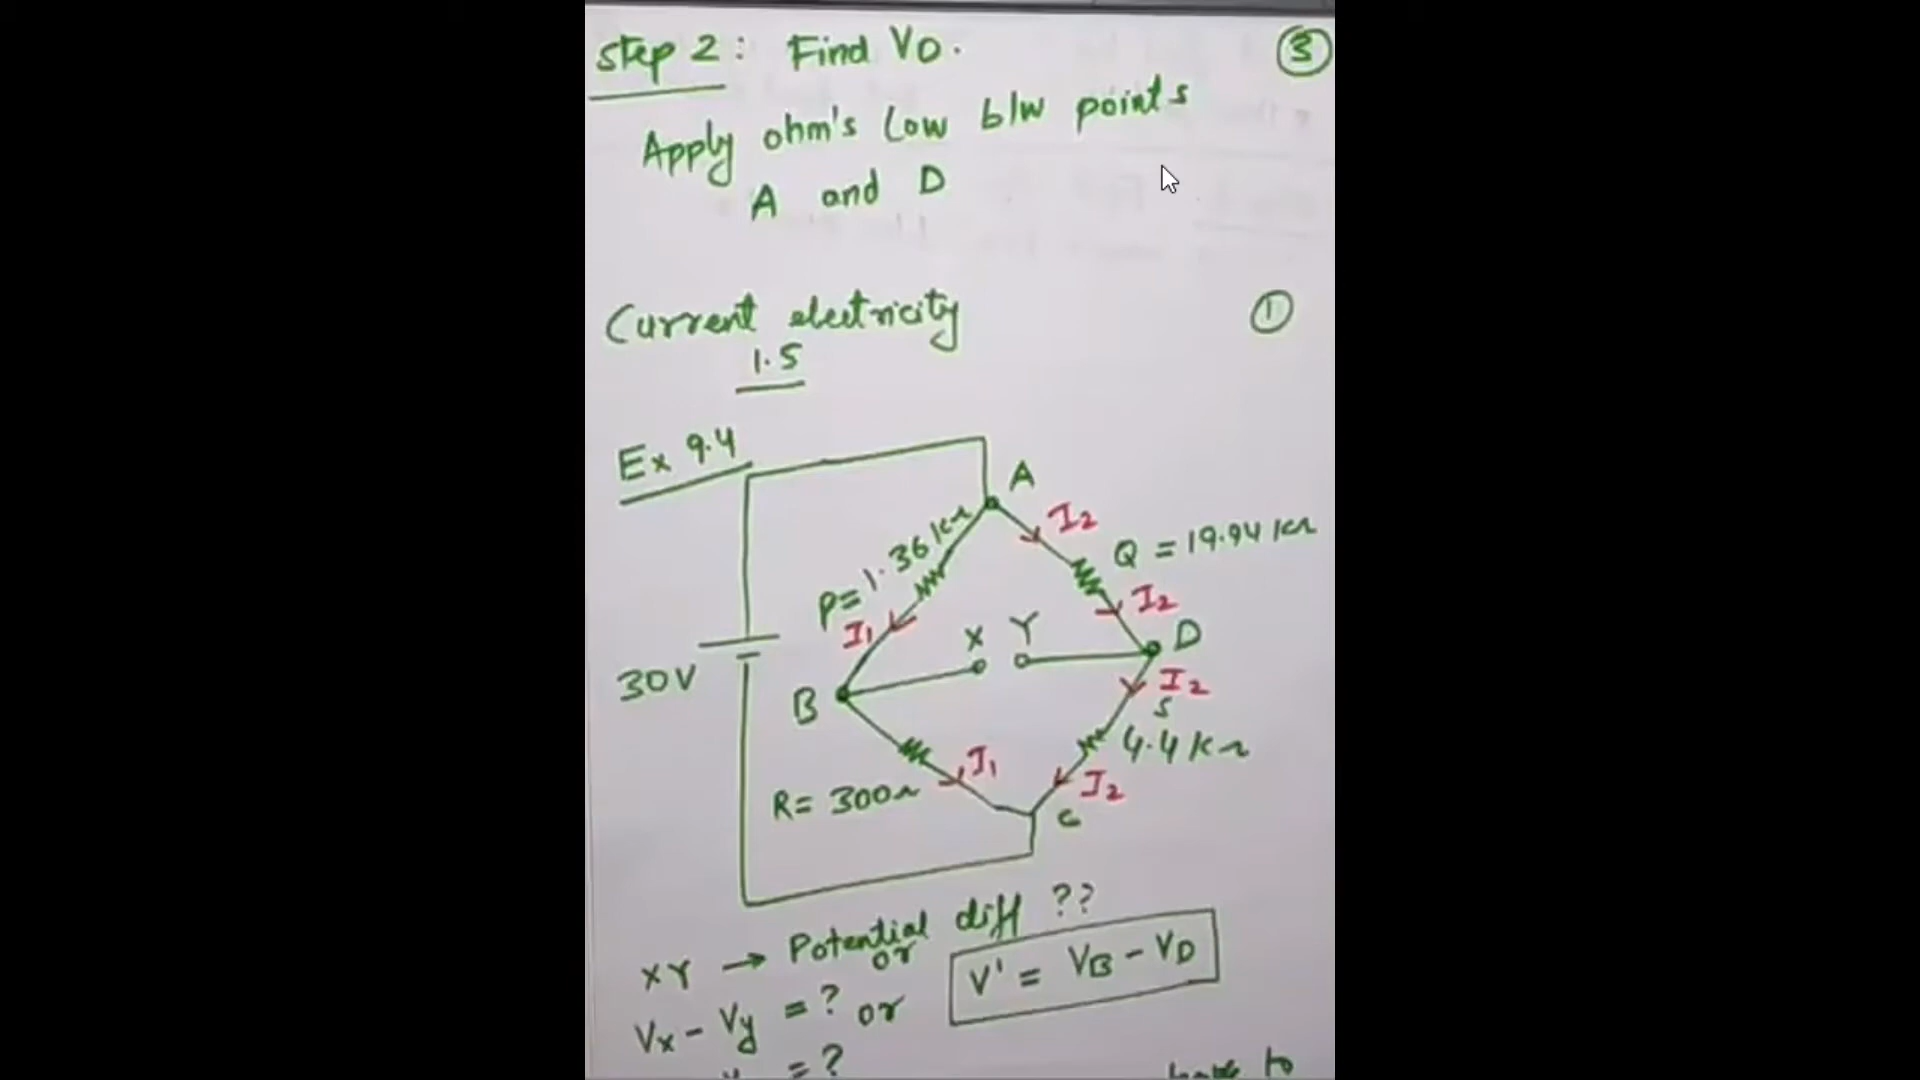 Step 2: Find VD.
3
Apply ohm's Low b/w points
A and D
Current electricity
1
1.5
Ex 9.4
A
I2
P= 1.36 KΩ
Q = 19.94 KΩ
I1
I2
X Y
D
30V
B
I2
S
4.4 KΩ
I1
R= 300Ω
I2
C
XY → Potential diff ??
or
V' = VB - VD
Vx - Vy = ? or
= ?
have to